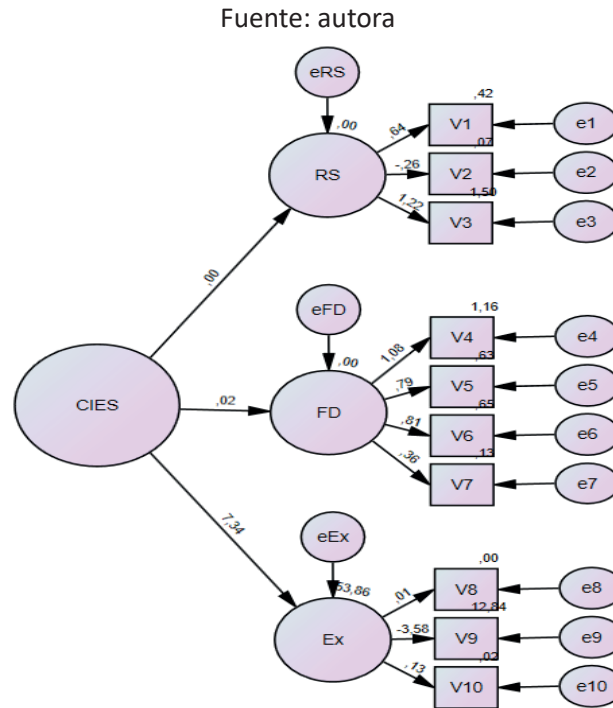 Fuente: autora
eRS
,42
,00
,64
V1
e1
,07
RS
-,26
V2
e2
1,50
1,22
V3
e3
,00
eFD
1,16
,00
1,08
V4
e4
,63
,79
V5
e5
CIES
,02
FD
,65
,81
V6
e6
,13
,36
V7
e7
7,34
eEx
,00
53,86
,01
V8
e8
12,84
Ex
-3,58
V9
e9
,02
,13
V10
e10